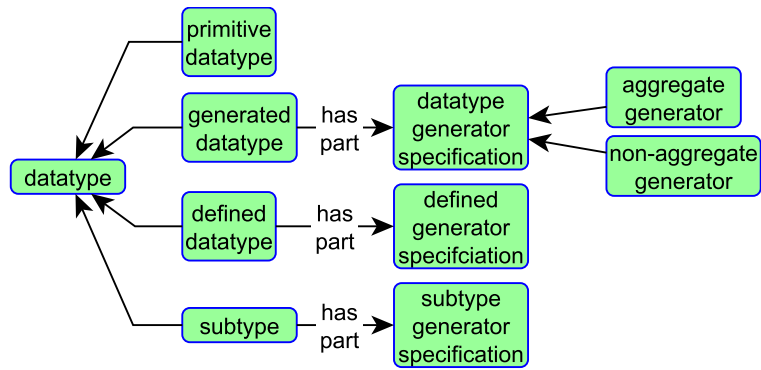 primitive
datatype
generated
datatype
has
part
datatype
generator
specification
aggregate
generator
non-aggregate
generator
datatype
defined
datatype
has
part
defined
generator
specifciation
subtype
has
part
subtype
generator
specification